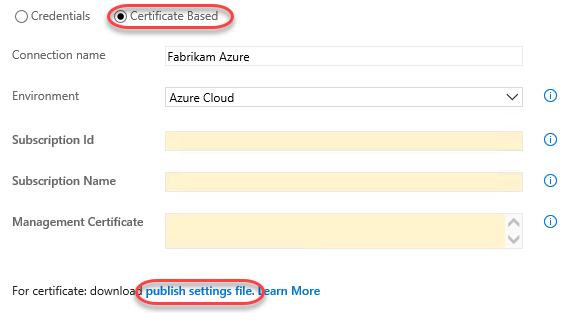 Credentials Certificate Based
Connection name Fabrikam Azure
Environment Azure Cloud
Subscription Id
Subscription Name
Management Certificate
For certificate: download publish settings file. Learn More